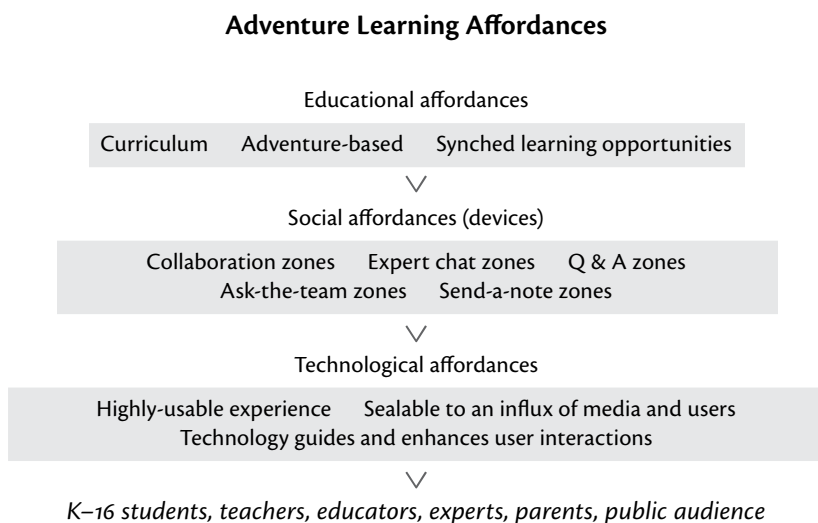 Adventure Learning Affordances
Educational affordances
Curriculum Adventure-based Synched learning opportunities
Social affordances (devices)
Collaboration zones Expert chat zones Q & A zones
Ask-the-team zones Send-a-note zones
Technological affordances
Highly-usable experience Sealable to an influx of media and users
Technology guides and enhances user interactions
K–16 students, teachers, educators, experts, parents, public audience